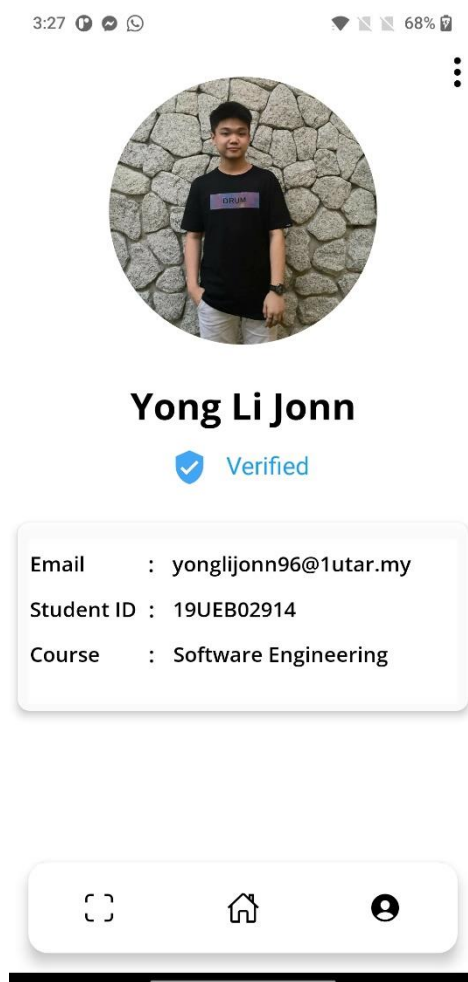 3:27 68%
DRUM
Yong Li Jonn
Verified
Email : yonglijonn96@1utar.my
Student ID : 19UEB02914
Course : Software Engineering